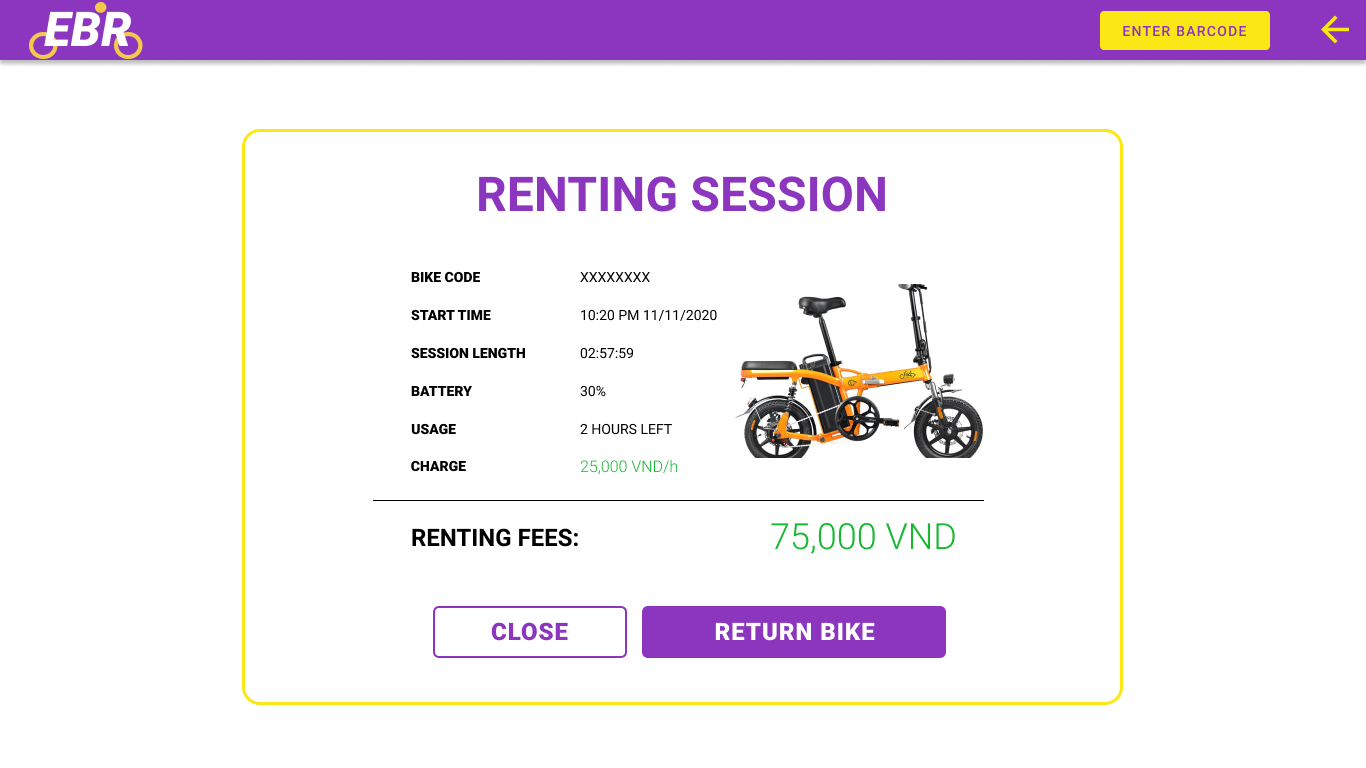 EBR
ENTER BARCODE
RENTING SESSION
BIKE CODE XXXXXXXX
START TIME 10:20 PM 11/11/2020
SESSION LENGTH 02:57:59
BATTERY 30%
USAGE 2 HOURS LEFT
CHARGE 25,000 VND/h
RENTING FEES: 75,000 VND
CLOSE RETURN BIKE